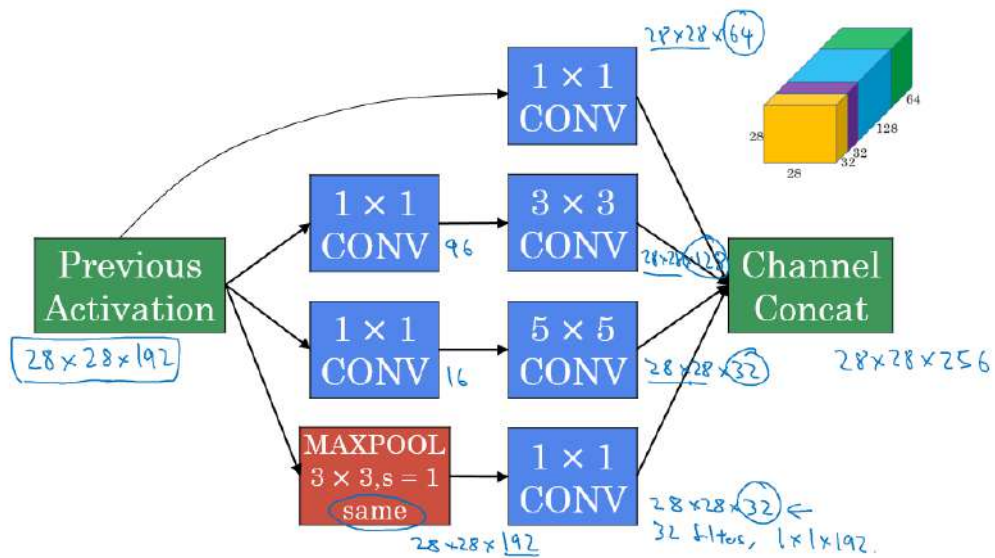 28×28×64
1 × 1
CONV
28
28
32
32
128
64
1 × 1
CONV
96
3 × 3
CONV
28×28×128
Previous
Activation
28×28×192
Channel
Concat
28×28×256
1 × 1
CONV
16
5 × 5
CONV
28×28×32
MAXPOOL
3 × 3,s = 1
same
28×28×192
1 × 1
CONV
28×28×32 ←
32 filters, 1×1×192.